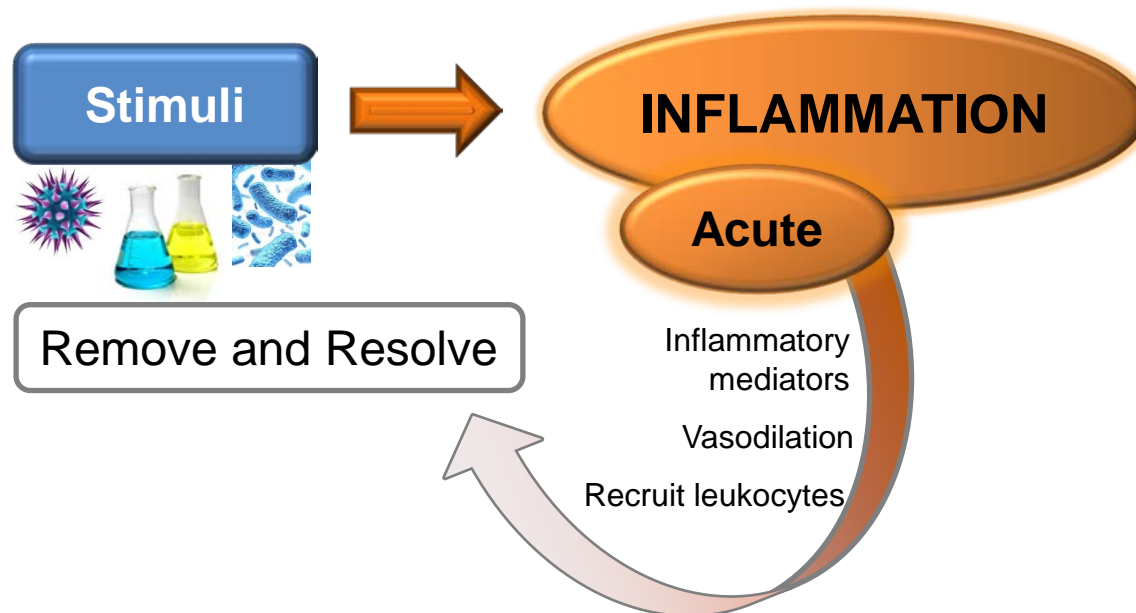 Stimuli
INFLAMMATION
Acute
Remove and Resolve
Inflammatory
mediators
Vasodilation
Recruit leukocytes